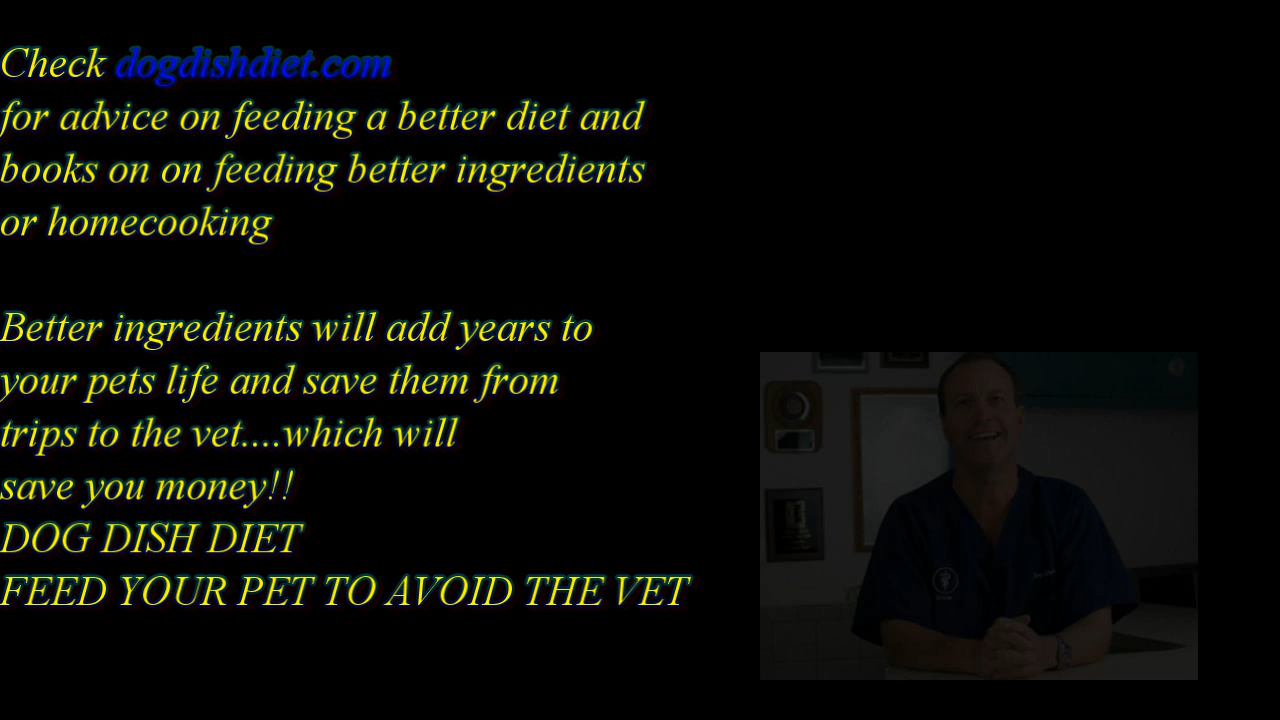 Check dogdishdiet.com
for advice on feeding a better diet and
books on on feeding better ingredients
or homecooking
Better ingredients will add years to
your pets life and save them from
trips to the vet....which will
save you money!!
DOG DISH DIET
FEED YOUR PET TO AVOID THE VET